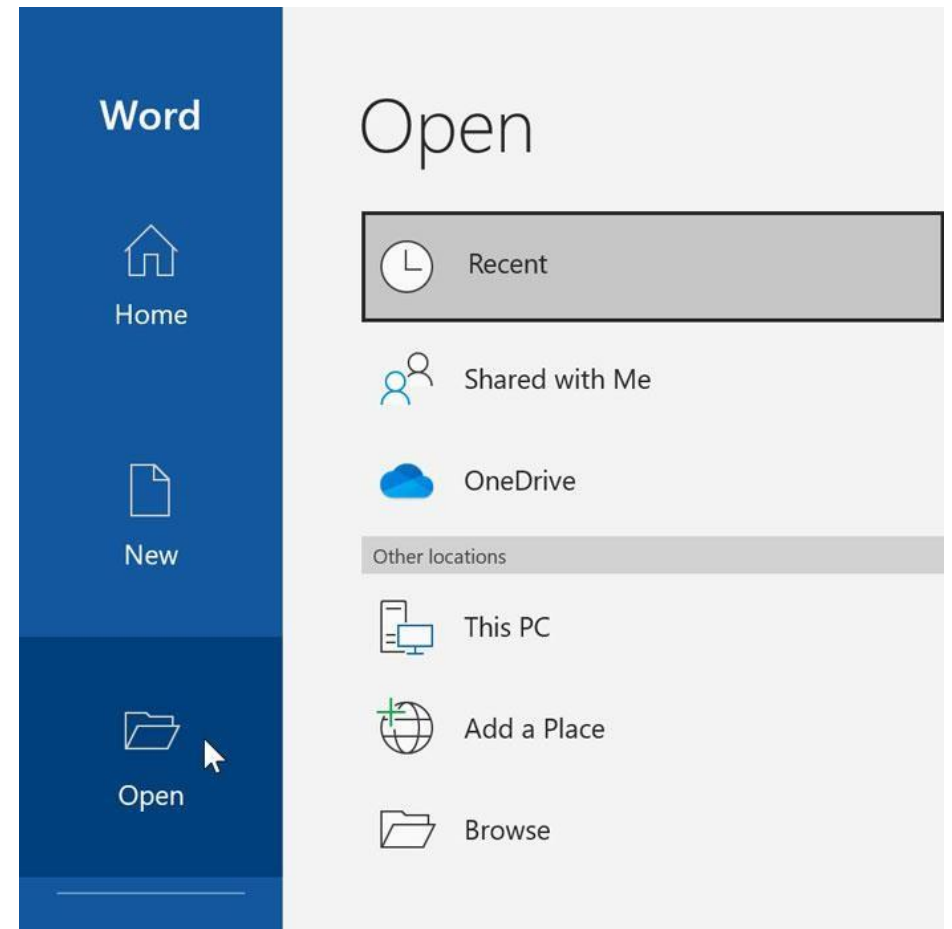 Word
Home
New
Open
Open
Recent
Shared with Me
OneDrive
Other locations
This PC
Add a Place
Browse